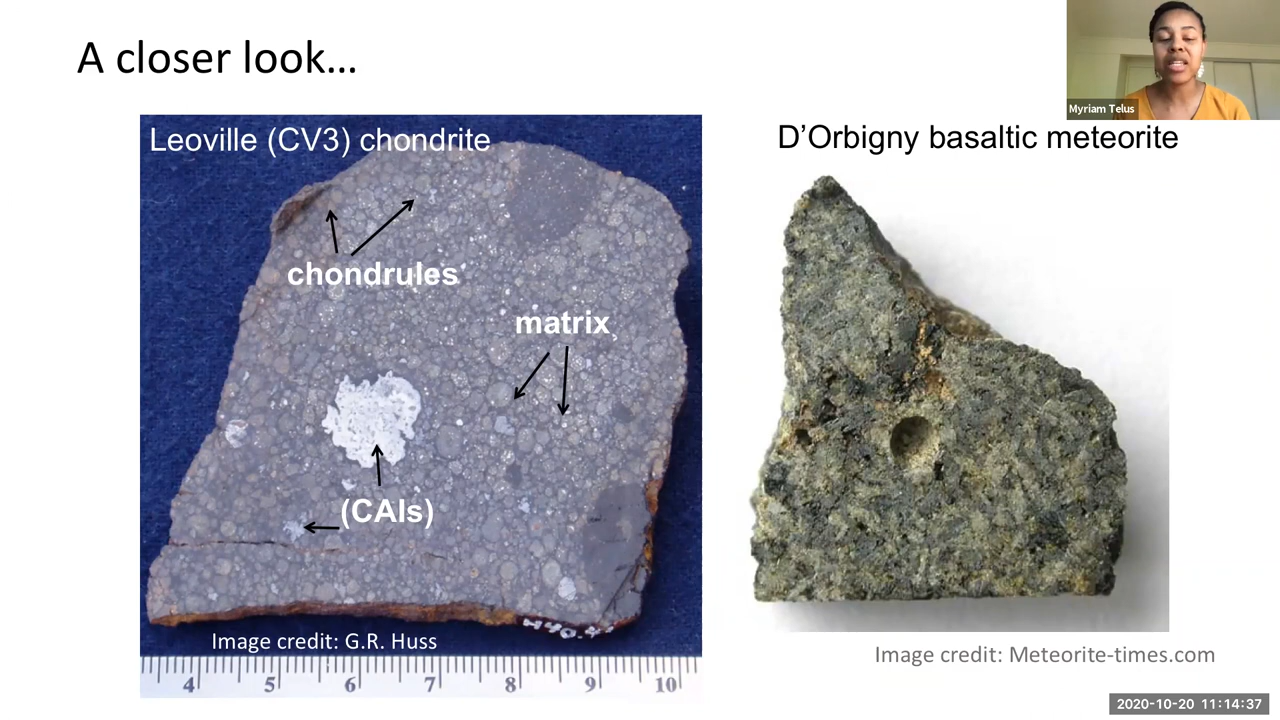 A closer look…
Myriam Telus
Leoville (CV3) chondrite
D’Orbigny basaltic meteorite
chondrules
matrix
(CAIs)
Image credit: G.R. Huss
4 5 6 7 8 9 10
Image credit: Meteorite-times.com
2020-10-20 11:14:37